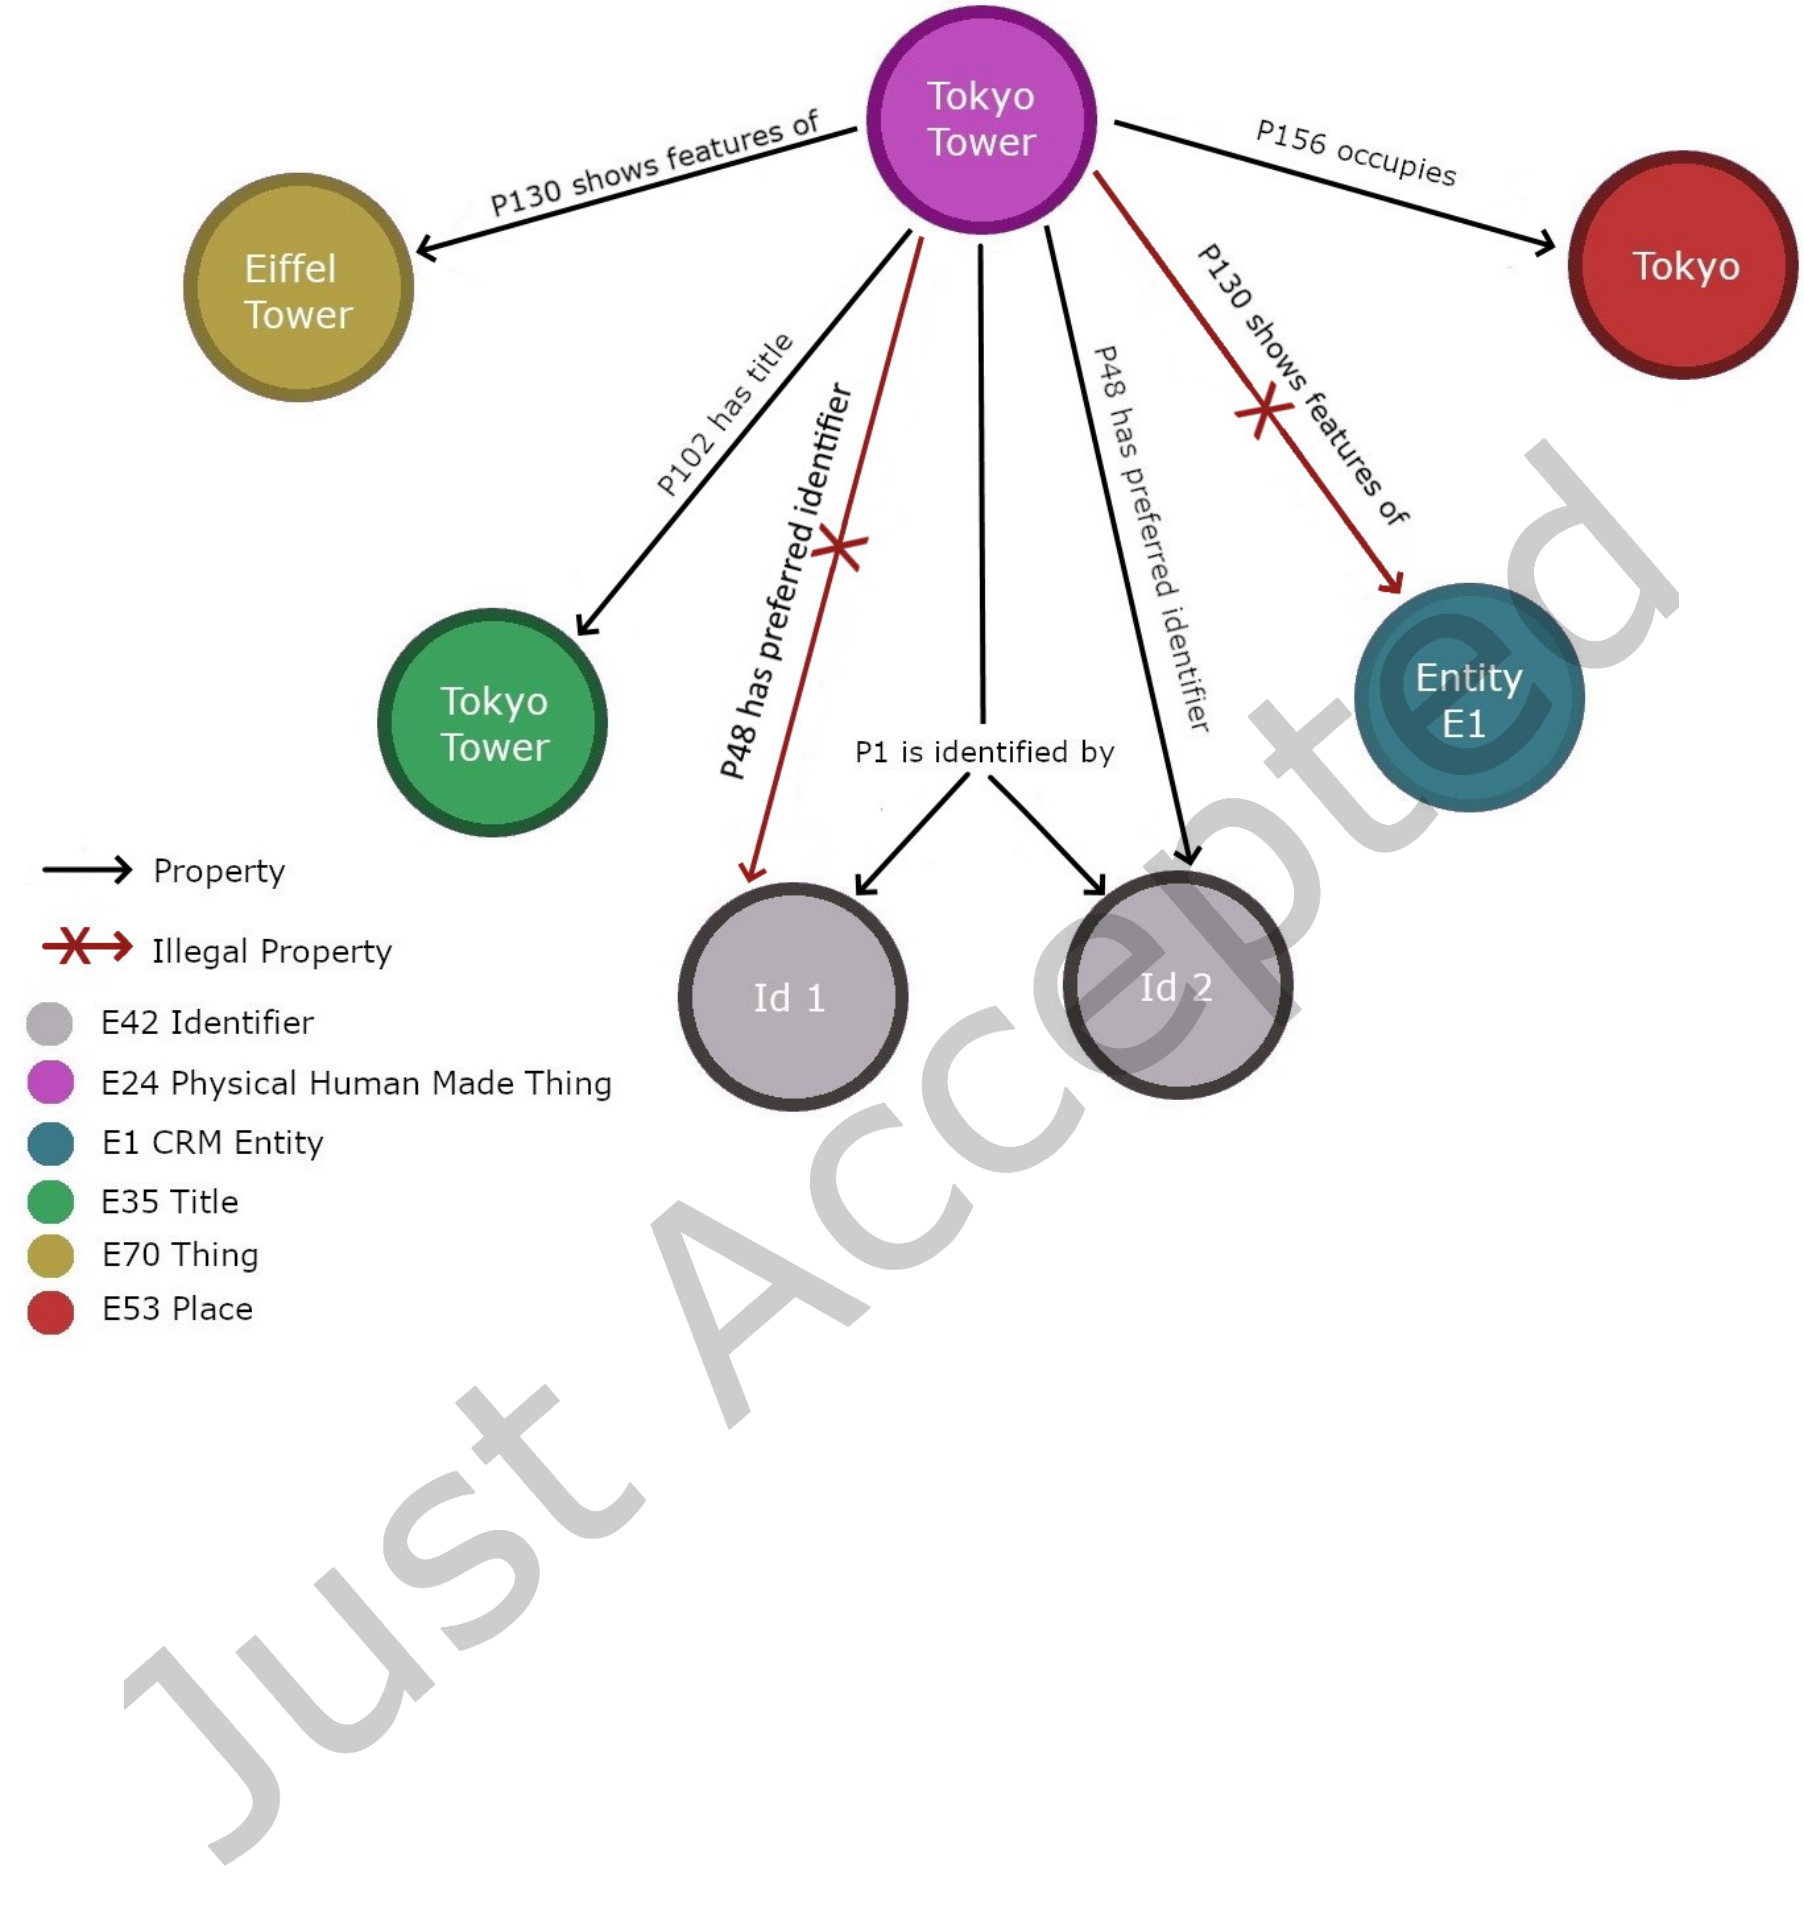 Tokyo
Tower
P130 shows features of
P156 occupies
Eiffel
Tower
Tokyo
P102 has title
P48 has preferred identifier
P48 has preferred identifier
P130 shows features of
Tokyo
Tower
P1 is identified by
Entity
E1
Id 1
Id 2
Property
Illegal Property
E42 Identifier
E24 Physical Human Made Thing
E1 CRM Entity
E35 Title
E70 Thing
E53 Place
Just Accepted